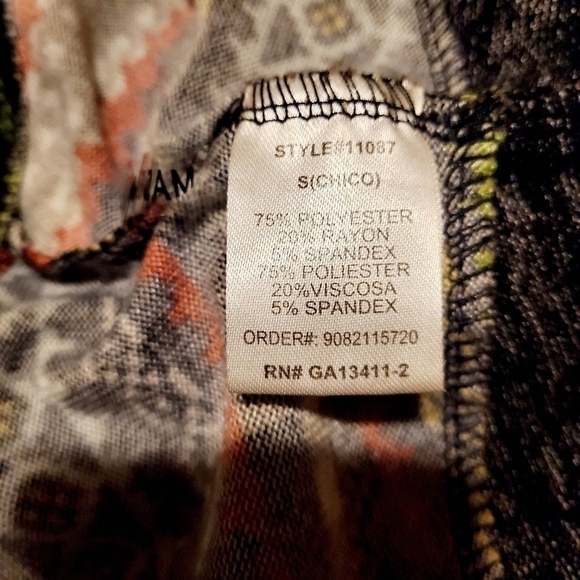 STYLE#11087
S(CHICO)
75% POLYESTER
20% RAYON
5% SPANDEX
75% POLIESTER
20%VISCOSA
5% SPANDEX
ORDER#: 9082115720
RN# GA13411-2